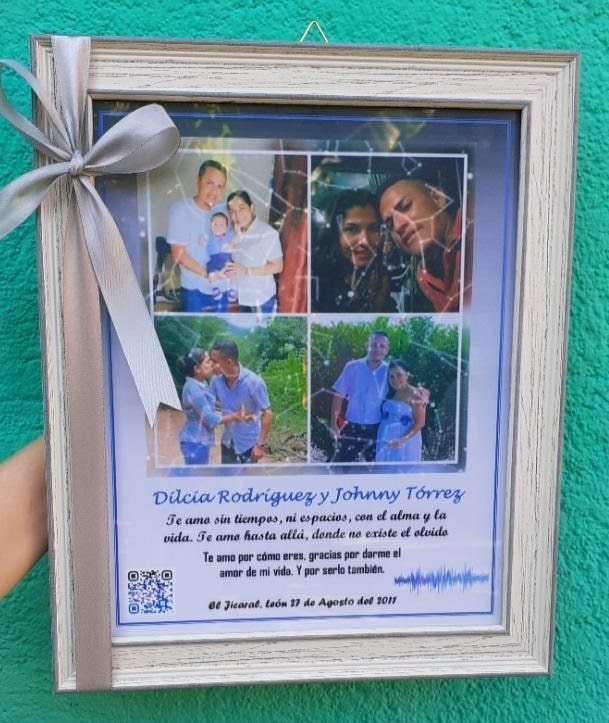 Dilcia Rodríguez y Johnny Tórrez
Te amo sin tiempos, ni espacios, con el alma y la
vida. Te amo hasta allá, donde no existe el olvido
Te amo por cómo eres, gracias por darme el
amor de mi vida. Y por serlo también.
El Jicaral, León 27 de Agosto del 2011